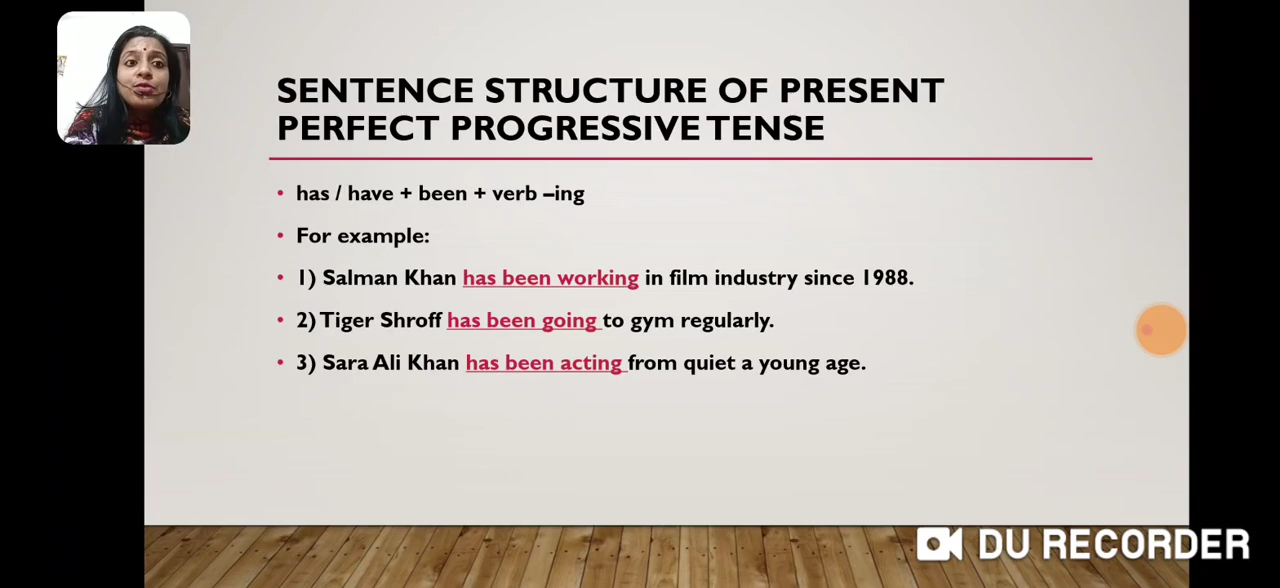 SENTENCE STRUCTURE OF PRESENT
PERFECT PROGRESSIVE TENSE
• has / have + been + verb –ing
• For example:
• 1) Salman Khan has been working in film industry since 1988.
• 2) Tiger Shroff has been going to gym regularly.
• 3) Sara Ali Khan has been acting from quiet a young age.
DU RECORDER